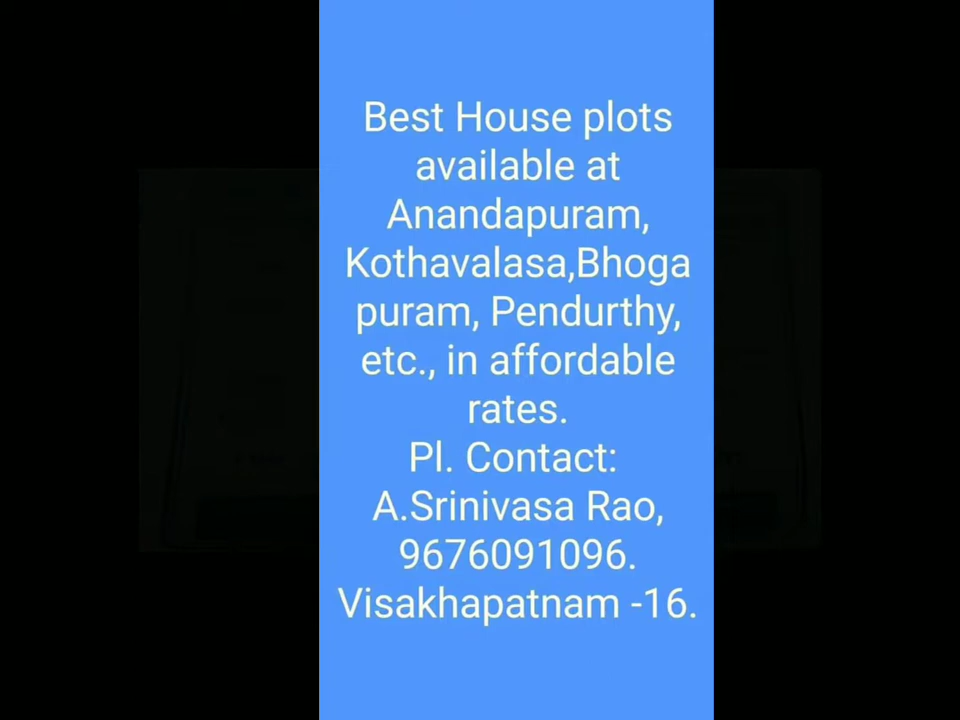 Best House plots
available at
Anandapuram,
Kothavalasa,Bhoga
puram, Pendurthy,
etc., in affordable
rates.
Pl. Contact:
A.Srinivasa Rao,
9676091096.
Visakhapatnam -16.